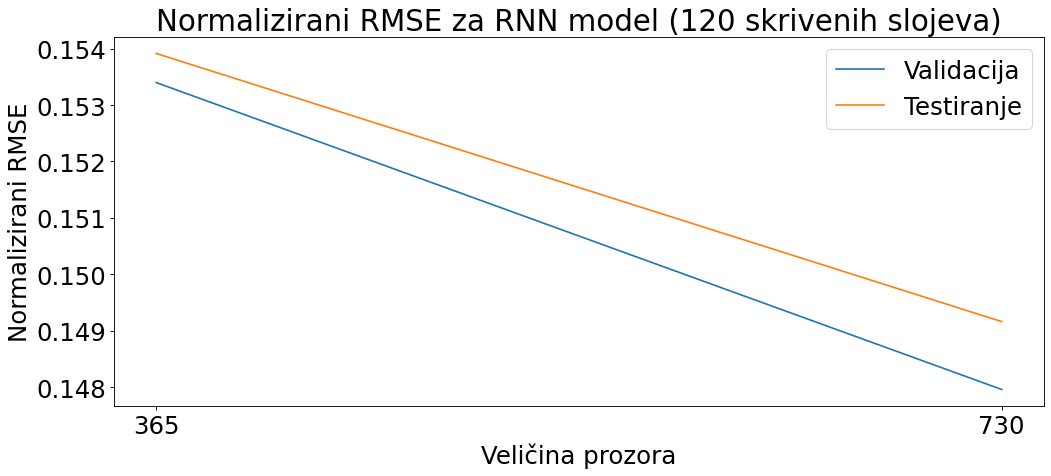 Normalizirani RMSE za RNN model (120 skrivenih slojeva)
Normalizirani RMSE
0.154
0.153
0.152
0.151
0.150
0.149
0.148
Validacija
Testiranje
365
730
Veličina prozora